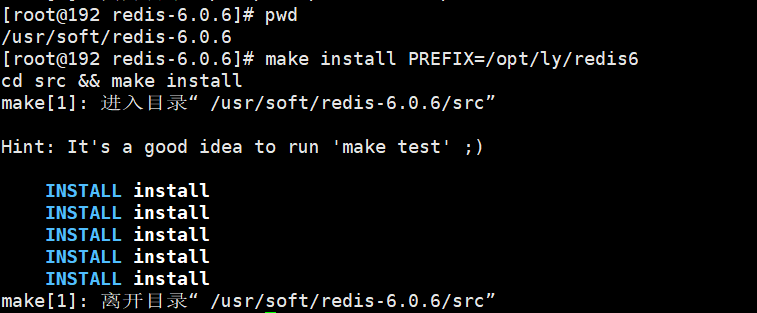 [root@192 redis-6.0.6]# pwd
/usr/soft/redis-6.0.6
[root@192 redis-6.0.6]# make install PREFIX=/opt/ly/redis6
cd src && make install
make[1]: 进入目录“ /usr/soft/redis-6.0.6/src”
Hint: It's a good idea to run 'make test' ;)
INSTALL install
INSTALL install
INSTALL install
INSTALL install
INSTALL install
make[1]: 离开目录“ /usr/soft/redis-6.0.6/src”